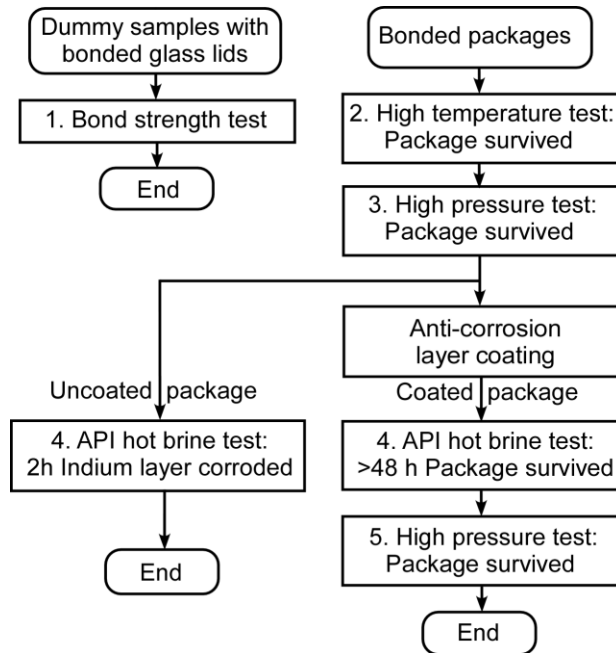 Dummy samples with
bonded glass lids
1. Bond strength test
End
Bonded packages
2. High temperature test:
Package survived
3. High pressure test:
Package survived
Anti-corrosion
layer coating
Uncoated package
Coated package
4. API hot brine test:
2h Indium layer corroded
End
4. API hot brine test:
>48 h Package survived
5. High pressure test:
Package survived
End